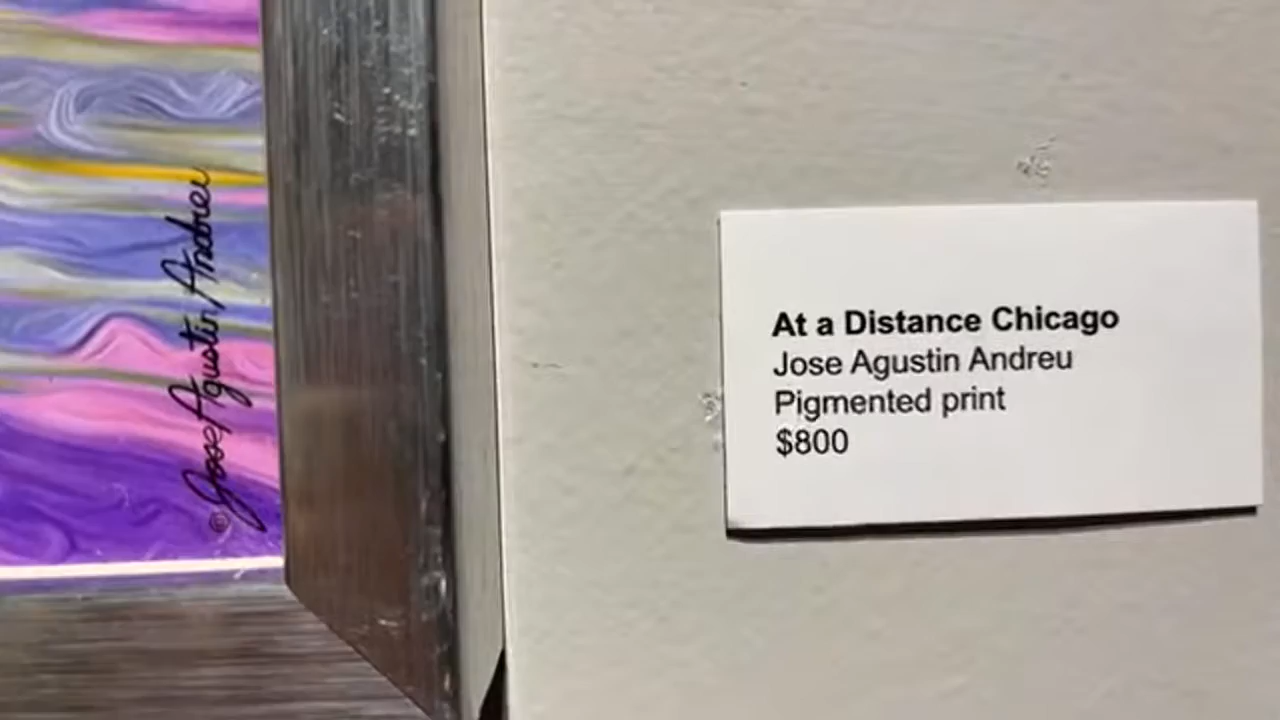 ©Jose Agustin Andreu
At a Distance Chicago
Jose Agustin Andreu
Pigmented print
$800